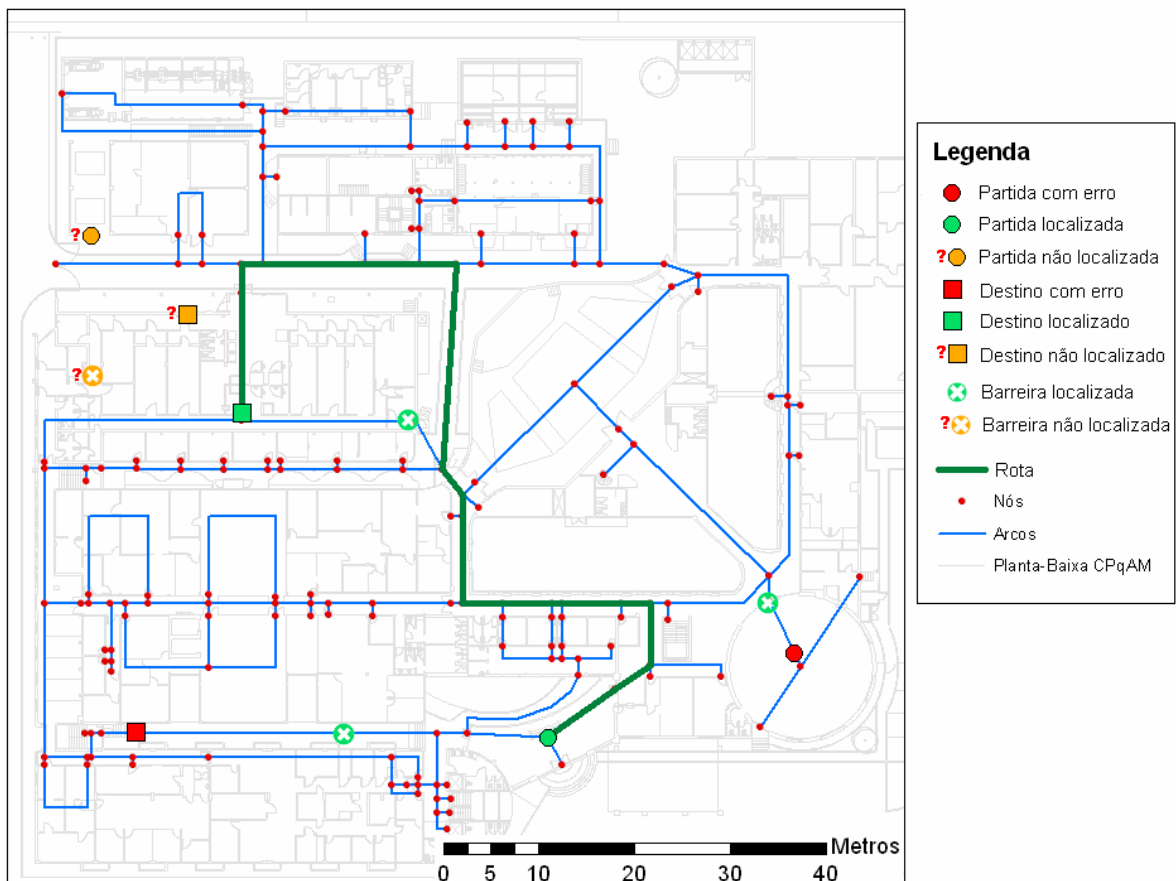 Legenda
Partida com erro
Partida localizada
? Partida não localizada
Destino com erro
Destino localizado
? Destino não localizado
Barreira localizada
? Barreira não localizada
Rota
Nós
Arcos
Planta-Baixa CPqAM
?
?
?
Metros
0 5 10 20 30 40